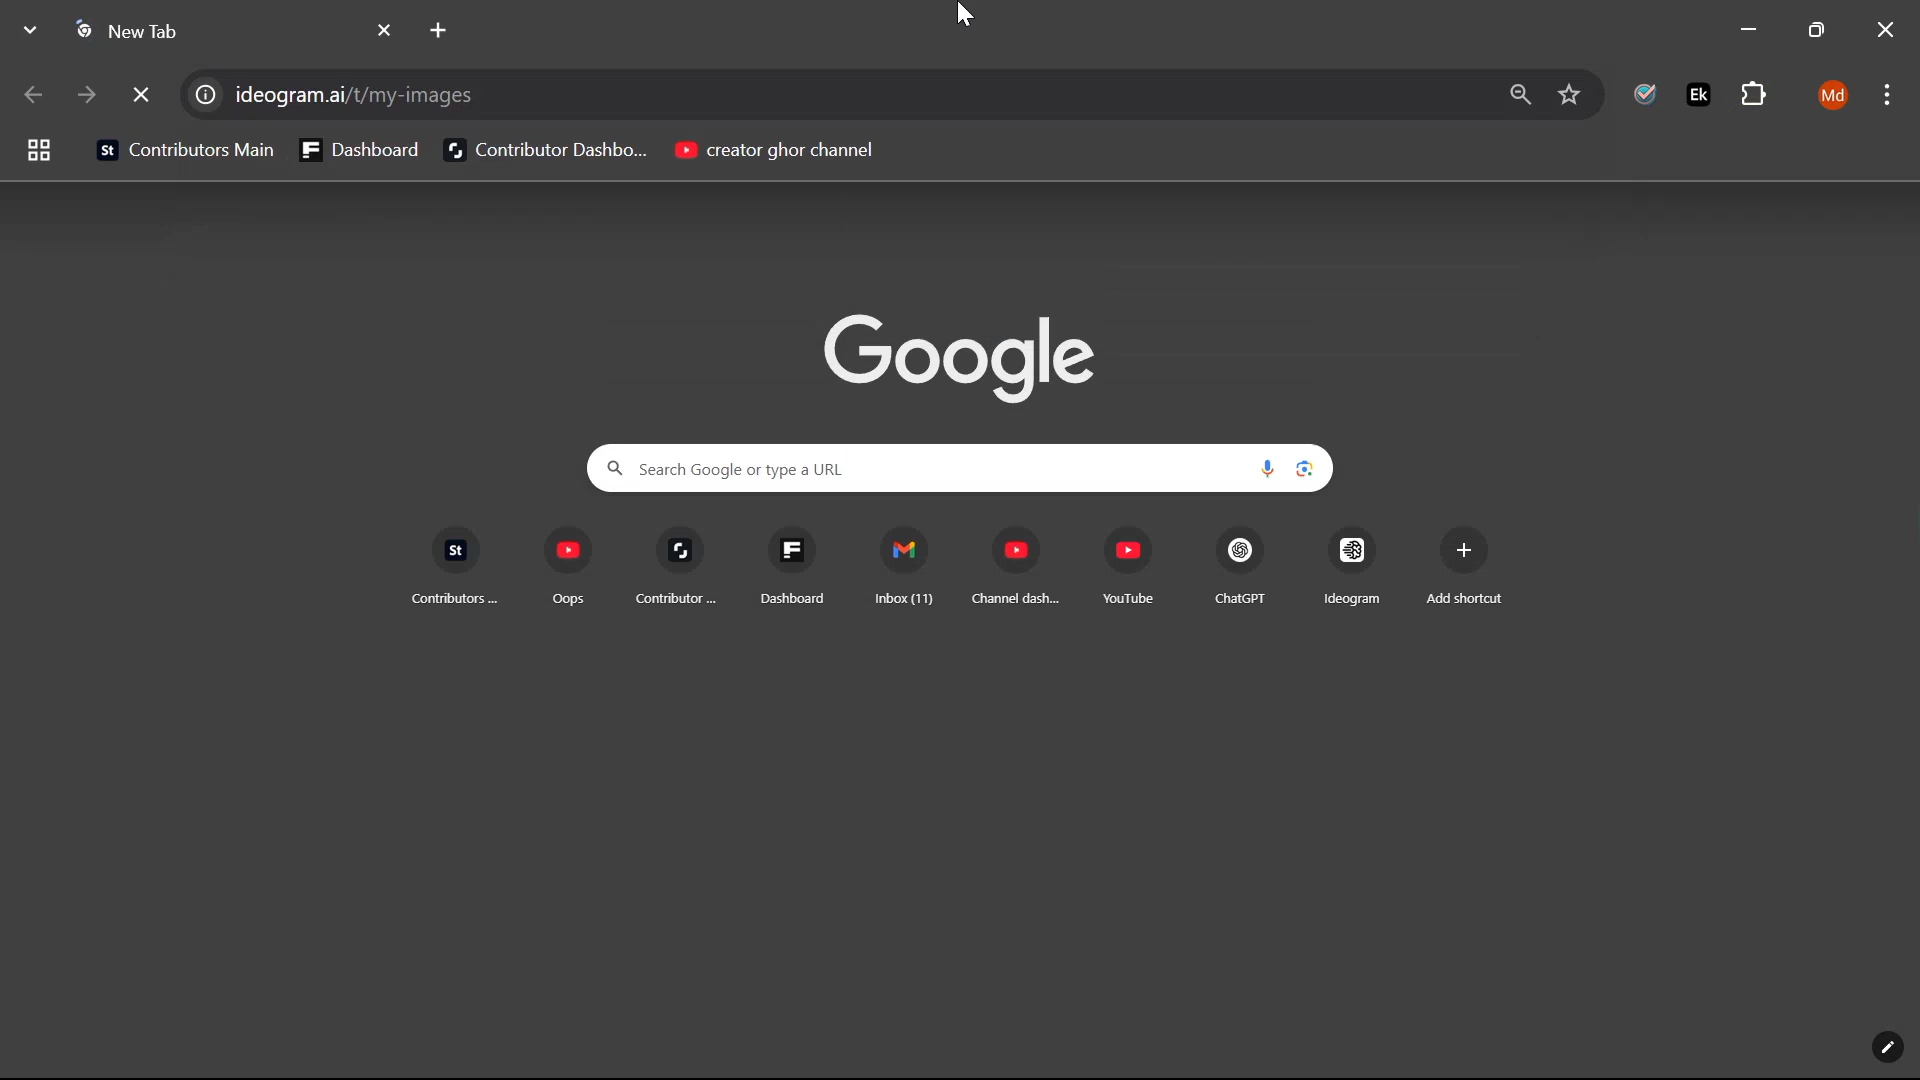 New Tab
ideogram.ai/t/my-images
Ek
Md
St Contributors Main Dashboard Contributor Dashbo... creator ghor channel
Google
Search Google or type a URL
St
Contributors ... Oops Contributor ... Dashboard Inbox (11) Channel dash... YouTube ChatGPT Ideogram Add shortcut